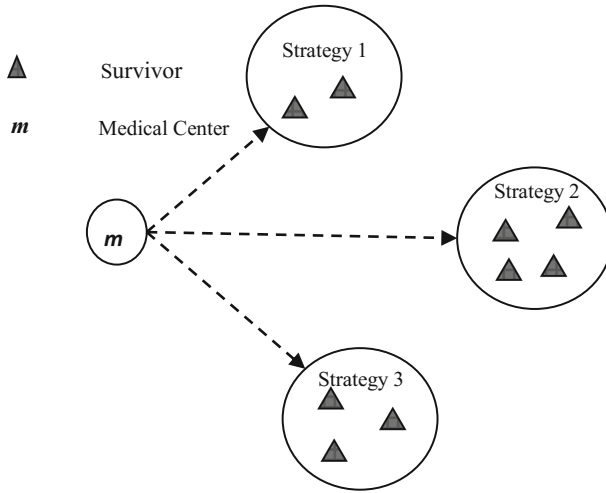 Strategy 1
Survivor
m Medical Center
Strategy 2
m
Strategy 3